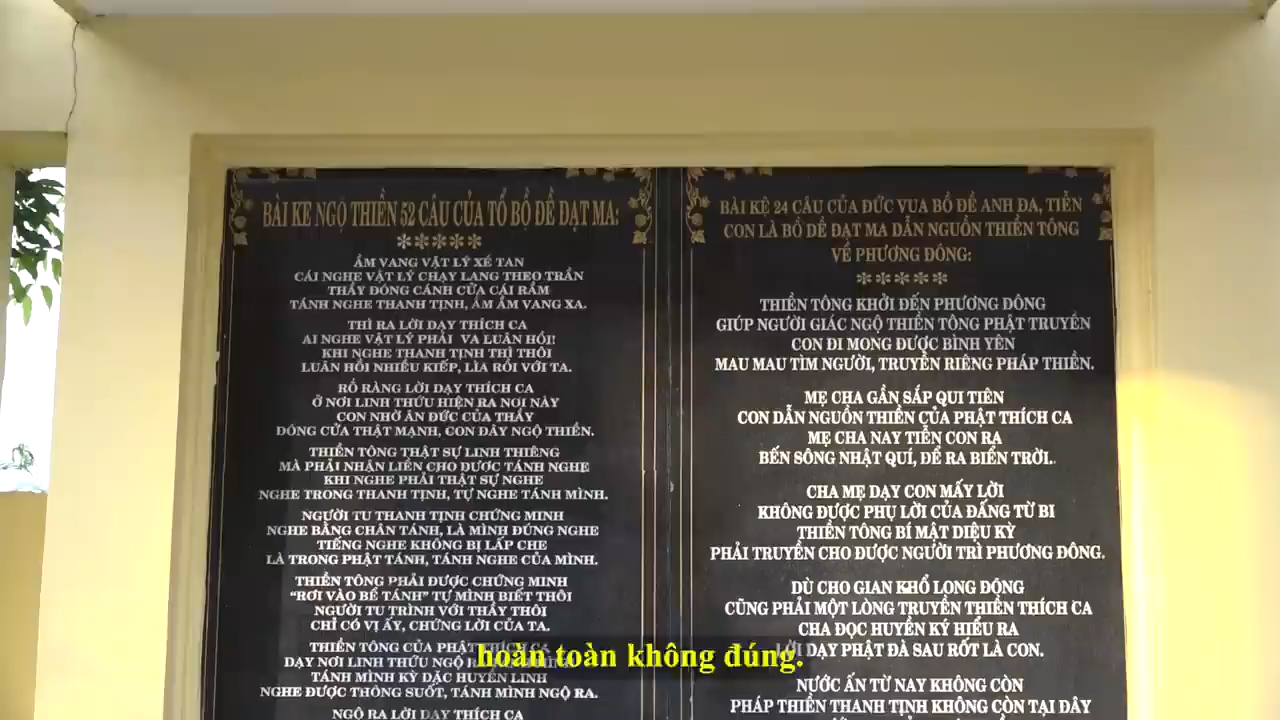 BÀI KỆ NGỘ THIỀN 52 CÂU CỦA TỔ BỒ ĐỀ ĐẠT MA:
*****
ẦM VANG VẬT LÝ XÉ TAN
CÁI NGHE VẬT LÝ CHẠY LANG THEO TRẦN
THẦY ĐÓNG CÁNH CỬA CÁI RẦM
TÁNH NGHE THANH TỊNH, ẦM ẦM VANG XA.
THÌ RA LỜI DẠY THÍCH CA
AI NGHE VẬT LÝ PHẢI VA LUÂN HỒI!
KHI NGHE THANH TỊNH THÌ THÔI
LUÂN HỒI NHIỀU KIẾP, LÌA RỒI VỚI TA.
RÕ RÀNG LỜI DẠY THÍCH CA
Ở NƠI LINH THỨU HIỆN RA NƠI NÀY
CON NHỜ ÂN ĐỨC CỦA THẦY
ĐÓNG CỬA THẬT MẠNH, CON ĐÂY NGỘ THIỀN.
THIỀN TÔNG THẬT SỰ LINH THIÊNG
MÀ PHẢI NHẬN LIỀN CHO ĐƯỢC TÁNH NGHE
KHI NGHE PHẢI THẬT SỰ NGHE
NGHE TRONG THANH TỊNH, TỰ NGHE TÁNH MÌNH.
NGƯỜI TU THANH TỊNH CHỨNG MINH
NGHE BẰNG CHÂN TÁNH, LÀ MÌNH ĐÚNG NGHE
TIẾNG NGHE KHÔNG BỊ LẤP CHE
LÀ TRONG PHẬT TÁNH, TÁNH NGHE CỦA MÌNH.
THIỀN TÔNG PHẢI ĐƯỢC CHỨNG MINH
“RƠI VÀO BỂ TÁNH” TỰ MÌNH BIẾT THÔI
NGƯỜI TU TRÌNH VỚI THẦY THÔI
CHỈ CÓ VỊ ẤY, CHỨNG LỜI CỦA TA.
THIỀN TÔNG CỦA PHẬT THÍCH CA
DẠY NƠI LINH THỨU NGỘ
TÁNH MÌNH KỲ ĐẶC HUYỀN LINH
NGHE ĐƯỢC THÔNG SUỐT, TÁNH MÌNH NGỘ RA.
NGỘ RA LỜI DẠY THÍCH CA
BÀI KỆ 24 CÂU CỦA ĐỨC VUA BỒ ĐỀ ANH ĐA, TIỄN
CON LÀ BỒ ĐỀ ĐẠT MA DẪN NGUỒN THIỀN TÔNG
VỀ PHƯƠNG ĐÔNG:
*****
THIỀN TÔNG KHỞI ĐẾN PHƯƠNG ĐÔNG
GIÚP NGƯỜI GIÁC NGỘ THIỀN TÔNG PHẬT TRUYỀN
CON ĐI MONG ĐƯỢC BÌNH YÊN
MAU MAU TÌM NGƯỜI, TRUYỀN RIÊNG PHÁP THIỀN.
MẸ CHA GẦN SẮP QUI TIÊN
CON DẪN NGUỒN THIỀN CỦA PHẬT THÍCH CA
MẸ CHA NAY TIỄN CON RA
BẾN SÔNG NHẬT QUÍ, ĐỂ RA BIỂN TRỜI.
CHA MẸ DẠY CON MẤY LỜI
KHÔNG ĐƯỢC PHỤ LỜI CỦA ĐẤNG TỪ BI
THIỀN TÔNG BÍ MẬT DIỆU KỲ
PHẢI TRUYỀN CHO ĐƯỢC NGƯỜI TRÌ PHƯƠNG ĐÔNG.
DÙ CHO GIAN KHỔ LONG ĐONG
CŨNG PHẢI MỘT LÒNG TRUYỀN THIỀN THÍCH CA
CHA ĐỌC HUYỀN KÝ HIỂU RA
LỜI DẠY PHẬT ĐÀ SAU RỐT LÀ CON.
NƯỚC ẤN TỪ NAY KHÔNG CÒN
PHÁP THIỀN THANH TỊNH KHÔNG CÒN TẠI ĐÂY
hoàn toàn không đúng.